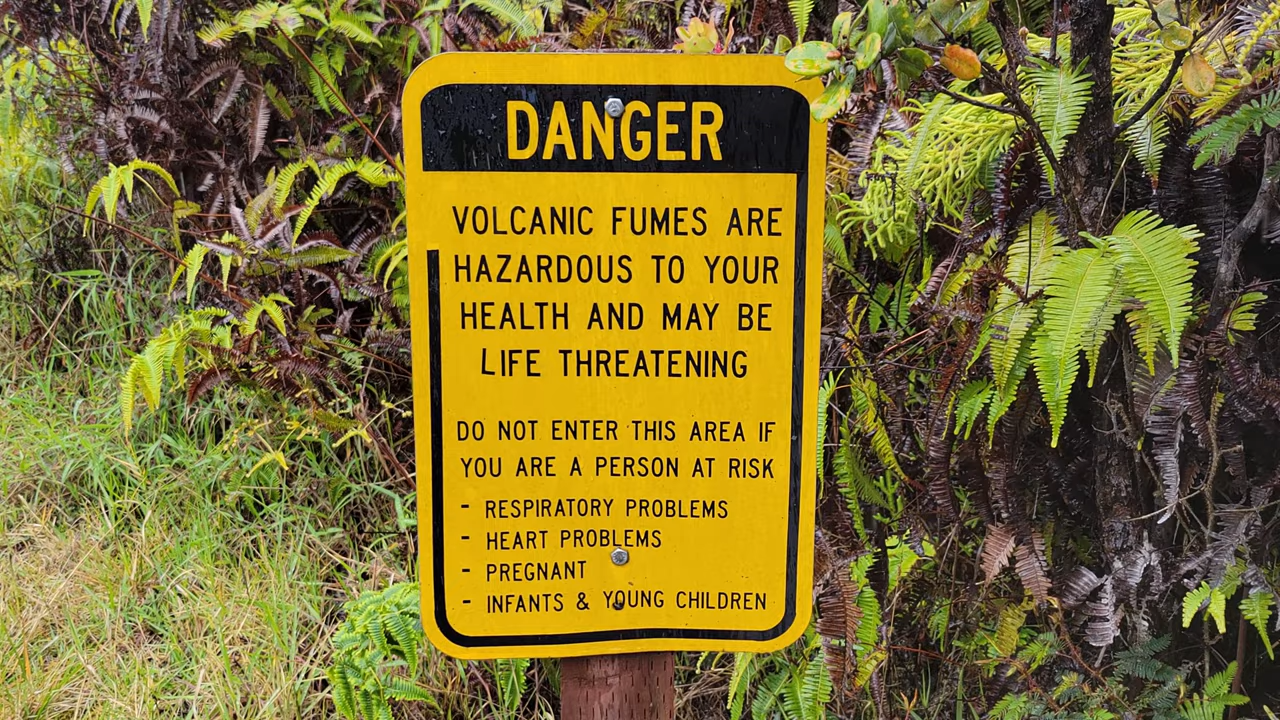 DANGER
VOLCANIC FUMES ARE
HAZARDOUS TO YOUR
HEALTH AND MAY BE
LIFE THREATENING
DO NOT ENTER THIS AREA IF
YOU ARE A PERSON AT RISK
- RESPIRATORY PROBLEMS
- HEART PROBLEMS
- PREGNANT
- INFANTS & YOUNG CHILDREN